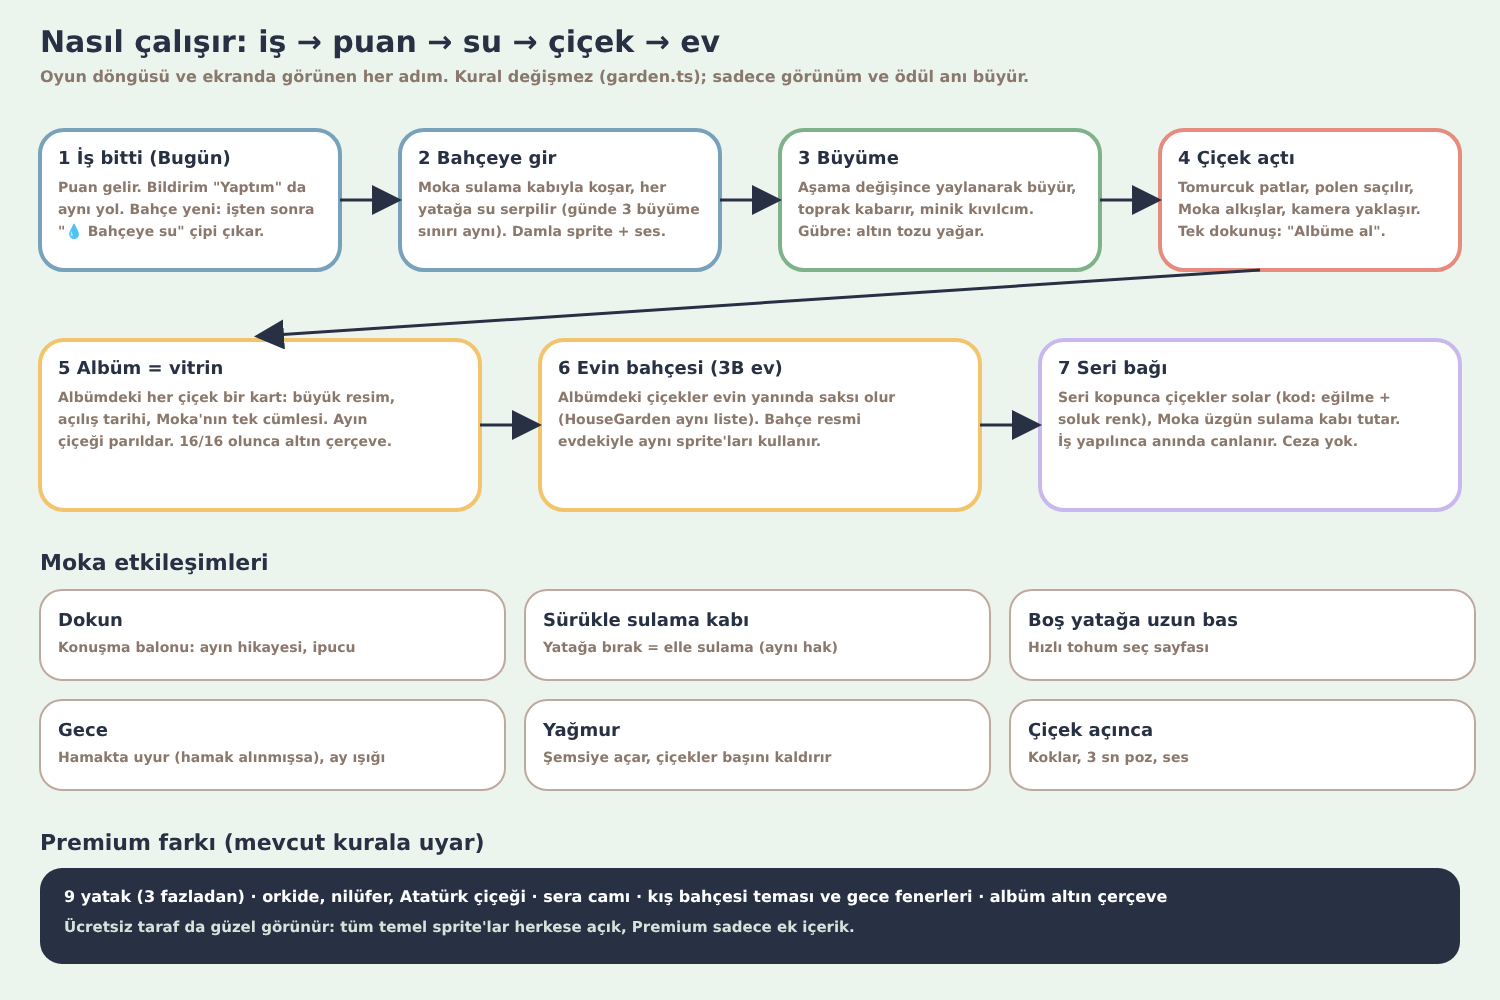 Nasıl çalışır: iş → puan → su → çiçek → ev
Oyun döngüsü ve ekranda görünen her adım. Kural değişmez (garden.ts); sadece görünüm ve ödül anı büyür.
1 İş bitti (Bugün)
Puan gelir. Bildirim "Yaptım" da
aynı yol. Bahçe yeni: işten sonra
"💧 Bahçeye su" çipi çıkar.
2 Bahçeye gir
Moka sulama kabıyla koşar, her
yatağa su serpilir (günde 3 büyüme
sınırı aynı). Damla sprite + ses.
3 Büyüme
Aşama değişince yaylanarak büyür,
toprak kabarır, minik kıvılcım.
Gübre: altın tozu yağar.
4 Çiçek açtı
Tomurcuk patlar, polen saçılır,
Moka alkışlar, kamera yaklaşır.
Tek dokunuş: "Albüme al".
5 Albüm = vitrin
Albümdeki her çiçek bir kart: büyük resim,
açılış tarihi, Moka'nın tek cümlesi. Ayın
çiçeği parıldar. 16/16 olunca altın çerçeve.
6 Evin bahçesi (3B ev)
Albümdeki çiçekler evin yanında saksı olur
(HouseGarden aynı liste). Bahçe resmi
evdekiyle aynı sprite'ları kullanır.
7 Seri bağı
Seri kopunca çiçekler solar (kod: eğilme +
soluk renk), Moka üzgün sulama kabı tutar.
İş yapılınca anında canlanır. Ceza yok.
Moka etkileşimleri
Dokun
Konuşma balonu: ayın hikayesi, ipucu
Sürükle sulama kabı
Yatağa bırak = elle sulama (aynı hak)
Boş yatağa uzun bas
Hızlı tohum seç sayfası
Gece
Hamakta uyur (hamak alınmışsa), ay ışığı
Yağmur
Şemsiye açar, çiçekler başını kaldırır
Çiçek açınca
Koklar, 3 sn poz, ses
Premium farkı (mevcut kurala uyar)
9 yatak (3 fazladan) · orkide, nilüfer, Atatürk çiçeği · sera camı · kış bahçesi teması ve gece fenerleri · albüm altın çerçeve
Ücretsiz taraf da güzel görünür: tüm temel sprite'lar herkese açık, Premium sadece ek içerik.